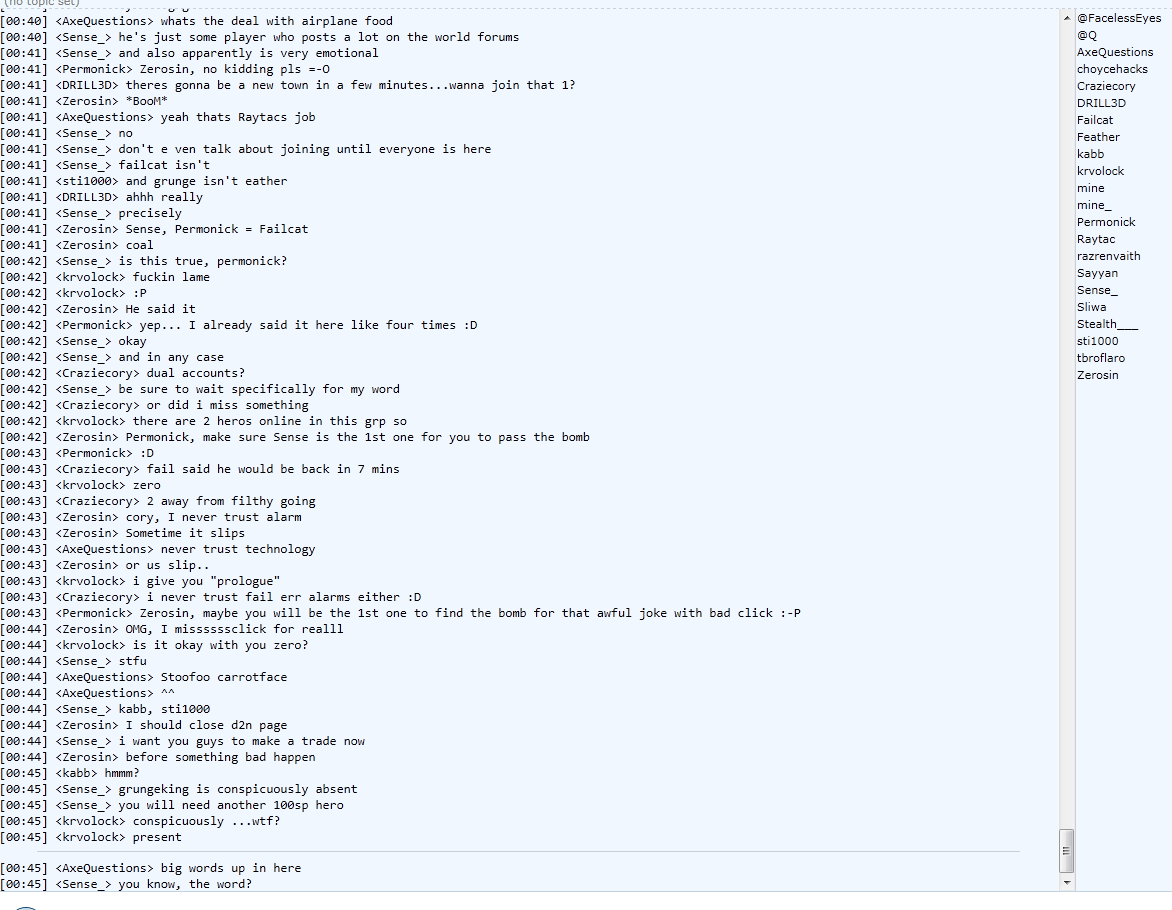 (no topic set)
[00:40] <AxeQuestions> whats the deal with airplane food
[00:40] <Sense_> he's just some player who posts a lot on the world forums
[00:41] <Sense_> and also apparently is very emotional
[00:41] <Permonick> Zerosin, no kidding pls =-O
[00:41] <DRILL3D> theres gonna be a new town in a few minutes...wanna join that 1?
[00:41] <Zerosin> *BooM*
[00:41] <AxeQuestions> yeah thats Raytacs job
[00:41] <Sense_> no
[00:41] <Sense_> don't e ven talk about joining until everyone is here
[00:41] <Sense_> failcat isn't
[00:41] <sti1000> and grunge isn't eather
[00:41] <DRILL3D> ahhh really
[00:41] <Sense_> precisely
[00:41] <Zerosin> Sense, Permonick = Failcat
[00:41] <Zerosin> coal
[00:42] <Sense_> is this true, permonick?
[00:42] <krvolock> fuckin lame
[00:42] <krvolock> :P
[00:42] <Zerosin> He said it
[00:42] <Permonick> yep... I already said it here like four times :D
[00:42] <Sense_> okay
[00:42] <Sense_> and in any case
[00:42] <Craziecory> dual accounts?
[00:42] <Sense_> be sure to wait specifically for my word
[00:42] <Craziecory> or did i miss something
[00:42] <krvolock> there are 2 heros online in this grp so
[00:42] <Zerosin> Permonick, make sure Sense is the 1st one for you to pass the bomb
[00:43] <Permonick> :D
[00:43] <Craziecory> fail said he would be back in 7 mins
[00:43] <krvolock> zero
[00:43] <Craziecory> 2 away from filthy going
[00:43] <Zerosin> cory, I never trust alarm
[00:43] <Zerosin> Sometime it slips
[00:43] <AxeQuestions> never trust technology
[00:43] <Zerosin> or us slip..
[00:43] <krvolock> i give you "prologue"
[00:43] <Craziecory> i never trust fail err alarms either :D
[00:43] <Permonick> Zerosin, maybe you will be the 1st one to find the bomb for that awful joke with bad click :-P
[00:44] <Zerosin> OMG, I missssssclick for realll
[00:44] <krvolock> is it okay with you zero?
[00:44] <Sense_> stfu
[00:44] <AxeQuestions> Stoofoo carrotface
[00:44] <AxeQuestions> ^^
[00:44] <Sense_> kabb, sti1000
[00:44] <Zerosin> I should close d2n page
[00:44] <Sense_> i want you guys to make a trade now
[00:44] <Zerosin> before something bad happen
[00:45] <kabb> hmmm?
[00:45] <Sense_> grungeking is conspicuously absent
[00:45] <Sense_> you will need another 100sp hero
[00:45] <krvolock> conspicuously ...wtf?
[00:45] <krvolock> present
[00:45] <AxeQuestions> big words up in here
[00:45] <Sense_> you know, the word?
@FacelessEyes
@Q
AxeQuestions
choycehacks
Craziecory
DRILL3D
Failcat
Feather
kabb
krvolock
mine
mine_
Permonick
Raytac
razrenvaith
Sayyan
Sense_
Sliwa
Stealth___
sti1000
tbroflaro
Zerosin